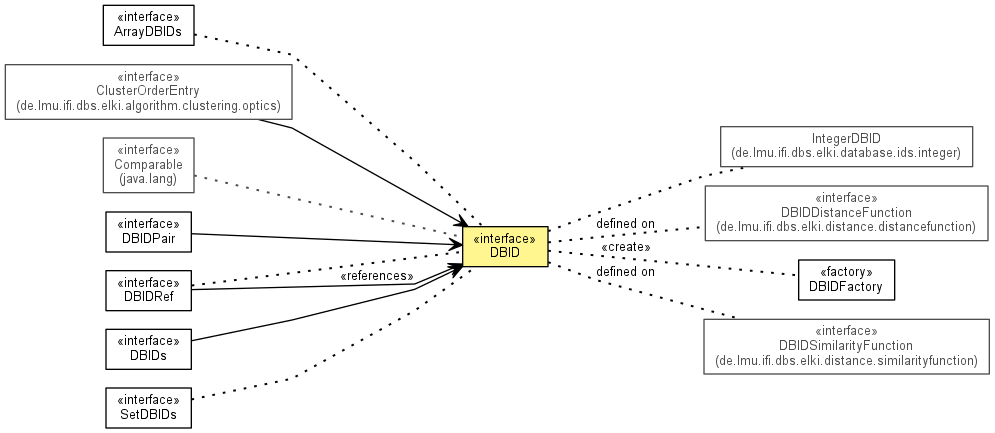 «interface»
ArrayDBIDs
«interface»
ClusterOrderEntry
(de.lmu.ifi.dbs.elki.algorithm.clustering.optics)
«interface»
Comparable
(java.lang)
«interface»
DBIDPair
«interface»
DBIDRef
«references»
«interface»
DBIDs
«interface»
SetDBIDs
«interface»
DBID
IntegerDBID
(de.lmu.ifi.dbs.elki.database.ids.integer)
defined on
«interface»
DBIDDistanceFunction
(de.lmu.ifi.dbs.elki.distance.distancefunction)
«create»
«factory»
DBIDFactory
defined on
«interface»
DBIDSimilarityFunction
(de.lmu.ifi.dbs.elki.distance.similarityfunction)